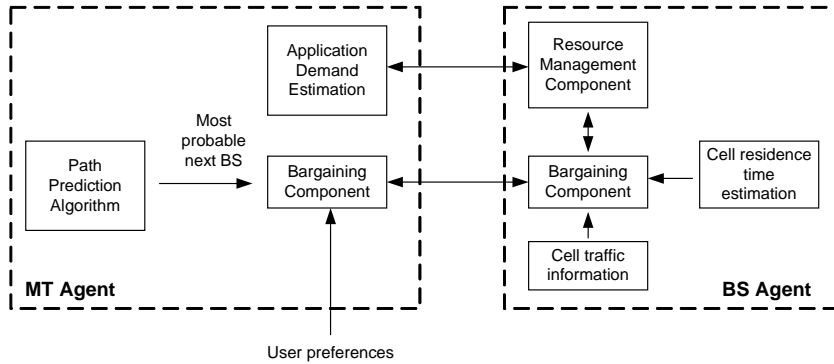 Application
Demand
Estimation
Resource
Management
Component
Most
probable
next BS
Path
Prediction
Algorithm
Bargaining
Component
Bargaining
Component
Cell residence
time
estimation
Cell traffic
information
MT Agent
BS Agent
User preferences